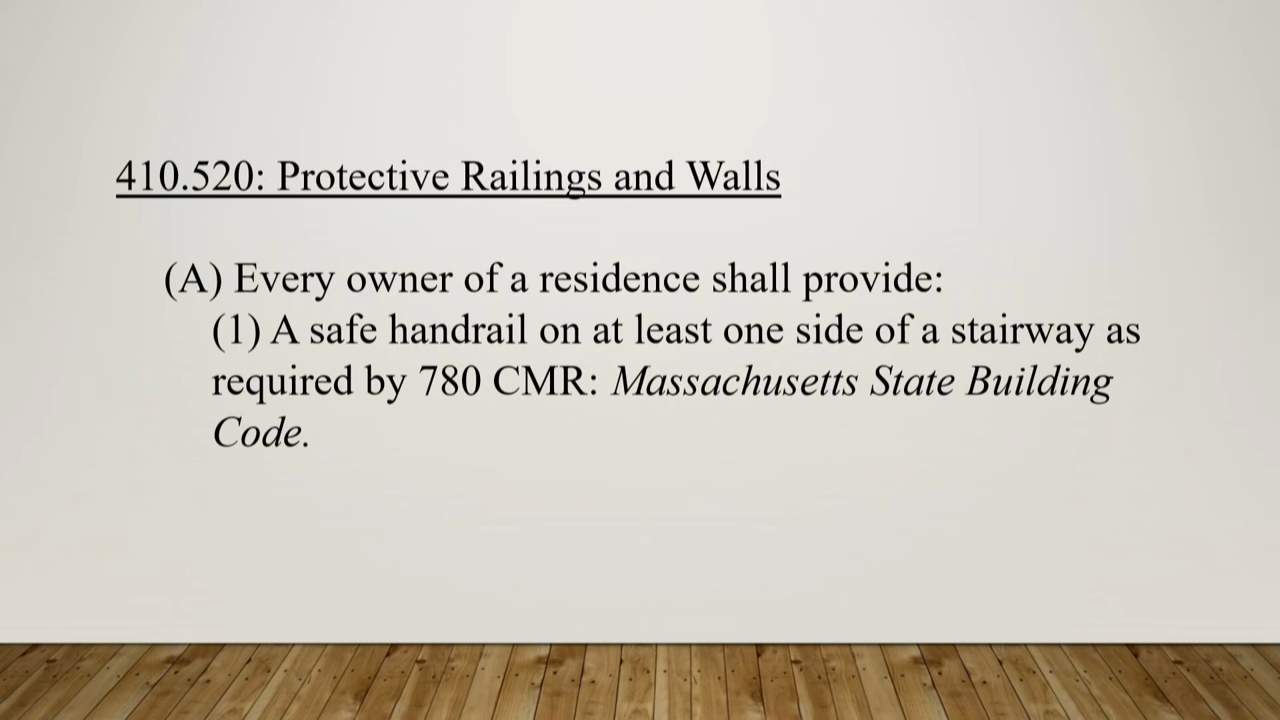 410.520: Protective Railings and Walls
(A) Every owner of a residence shall provide:
(1) A safe handrail on at least one side of a stairway as
required by 780 CMR: Massachusetts State Building
Code.